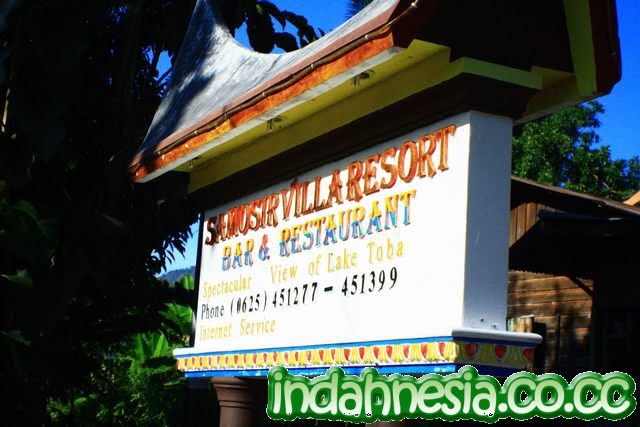 SAMOSIR VILLA RESORT
BAR & RESTAURANT
Spectacular View of Lake Toba
Phone (0625) 451277 - 451399
Internet Service
indahnesia.co.cc